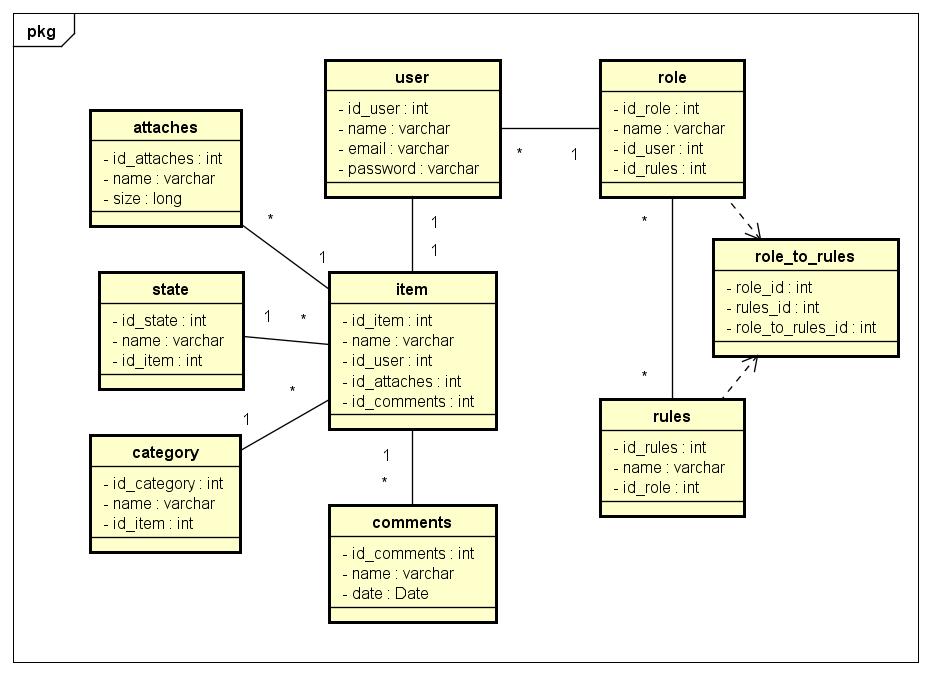 pkg
user
- id_user : int
- name : varchar
- email : varchar
- password : varchar
role
- id_role : int
- name : varchar
- id_user : int
- id_rules : int
attaches
- id_attaches : int
- name : varchar
- size : long
* 1
* 1 *
1
1
role_to_rules
- role_id : int
- rules_id : int
- role_to_rules_id : int
state
- id_state : int
- name : varchar
- id_item : int
1 *
item
- id_item : int
- name : varchar
- id_user : int
- id_attaches : int
- id_comments : int
*
*
1
category
- id_category : int
- name : varchar
- id_item : int
1
*
rules
- id_rules : int
- name : varchar
- id_role : int
comments
- id_comments : int
- name : varchar
- date : Date